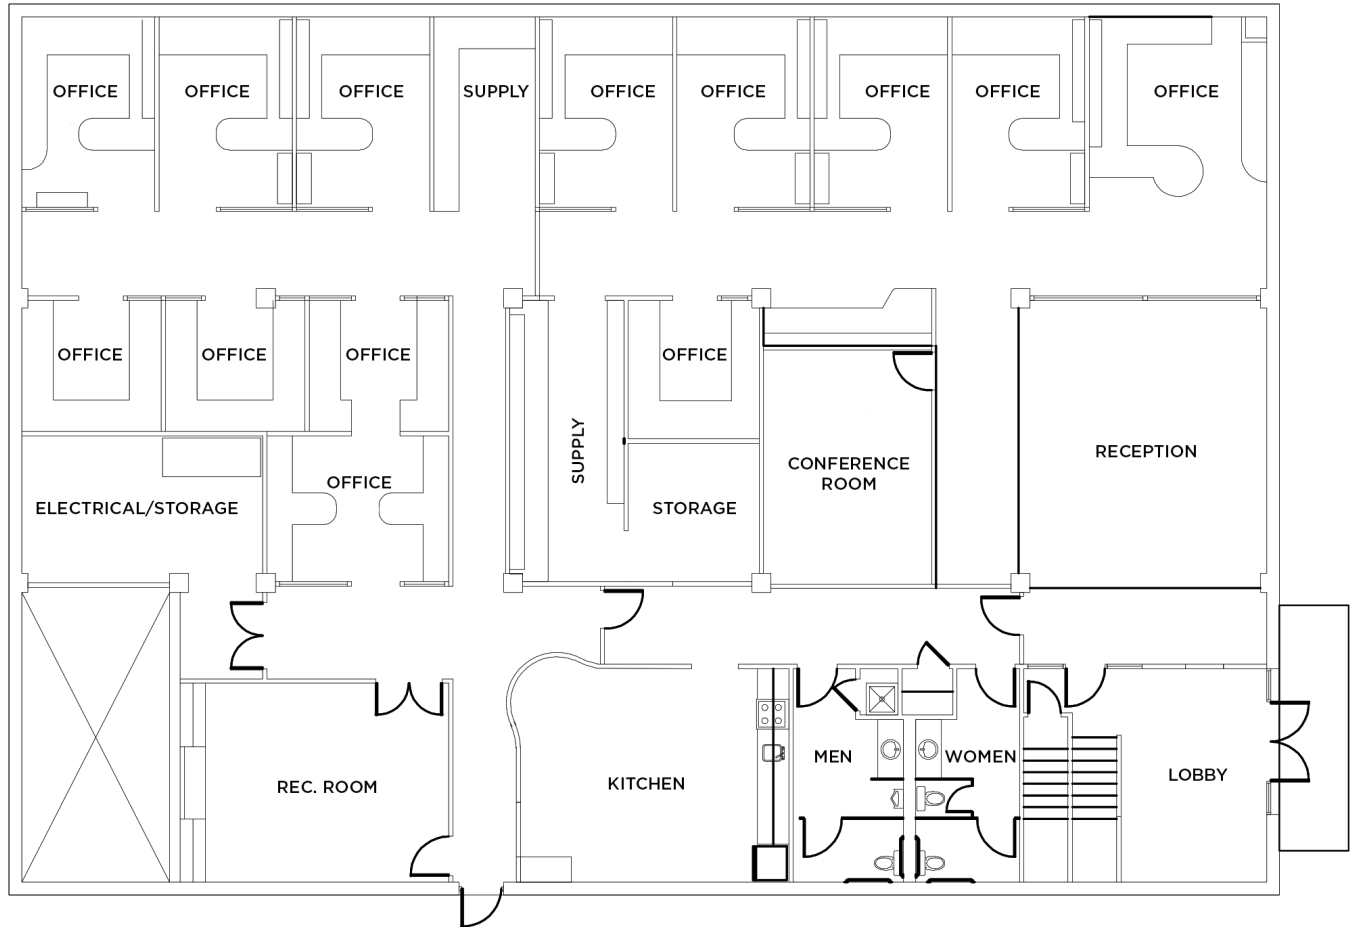 OFFICE
OFFICE
OFFICE
SUPPLY
OFFICE
OFFICE
OFFICE
OFFICE
OFFICE
OFFICE
OFFICE
OFFICE
OFFICE
SUPPLY
CONFERENCE
ROOM
RECEPTION
OFFICE
ELECTRICAL/STORAGE
STORAGE
MEN
WOMEN
LOBBY
REC. ROOM
KITCHEN